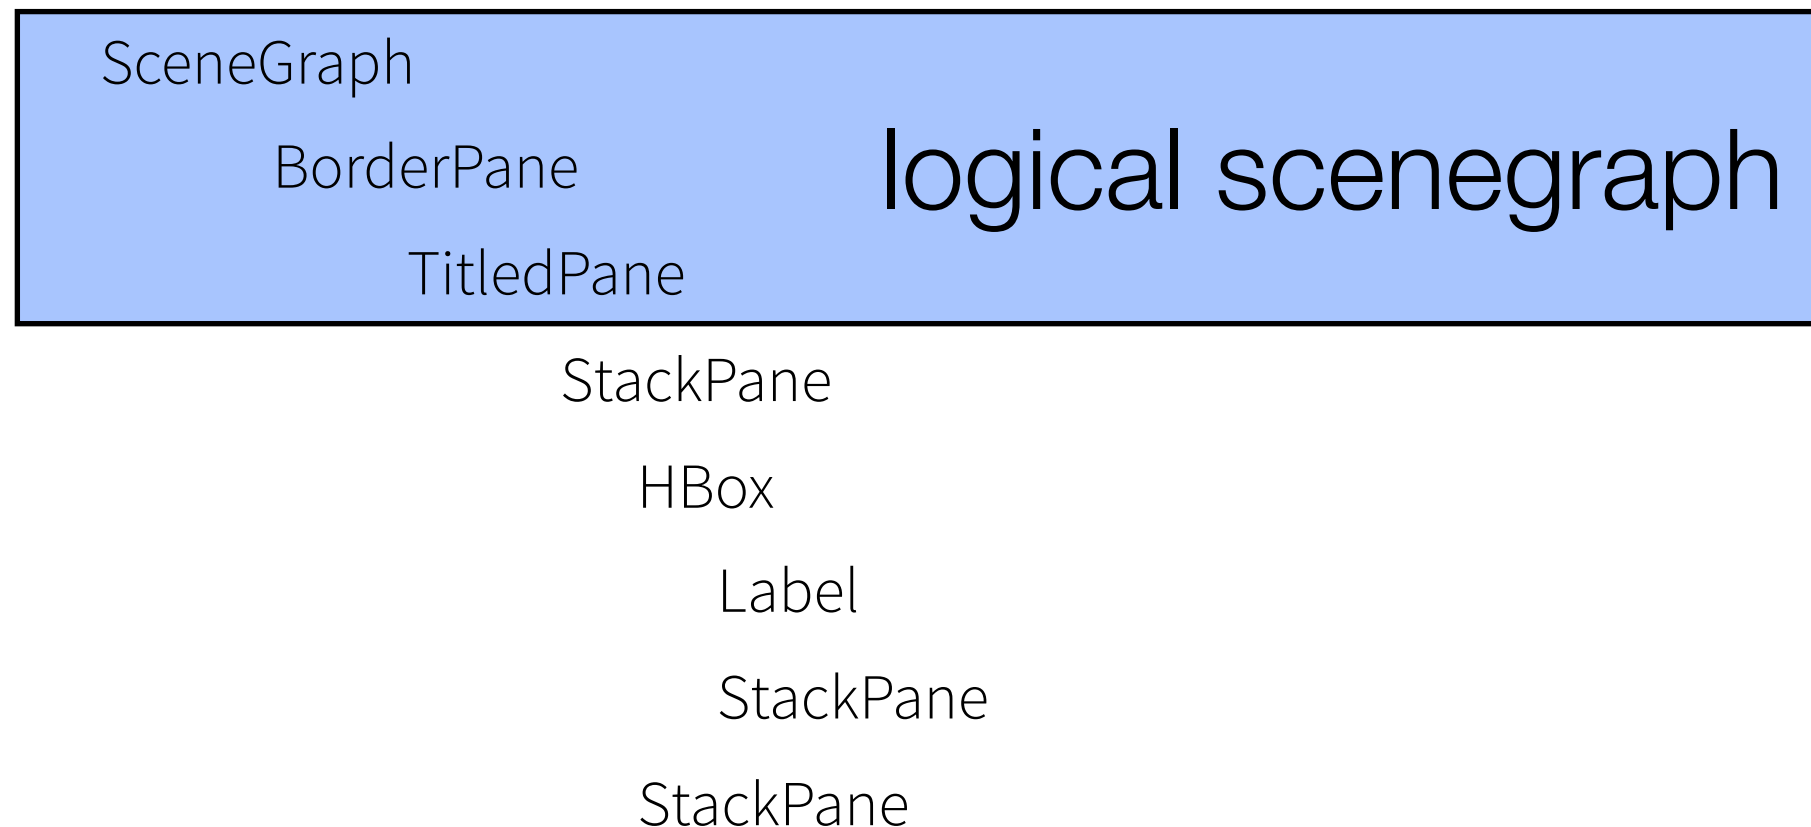 SceneGraph
BorderPane
logical scenegraph
TitledPane
StackPane
HBox
Label
StackPane
StackPane